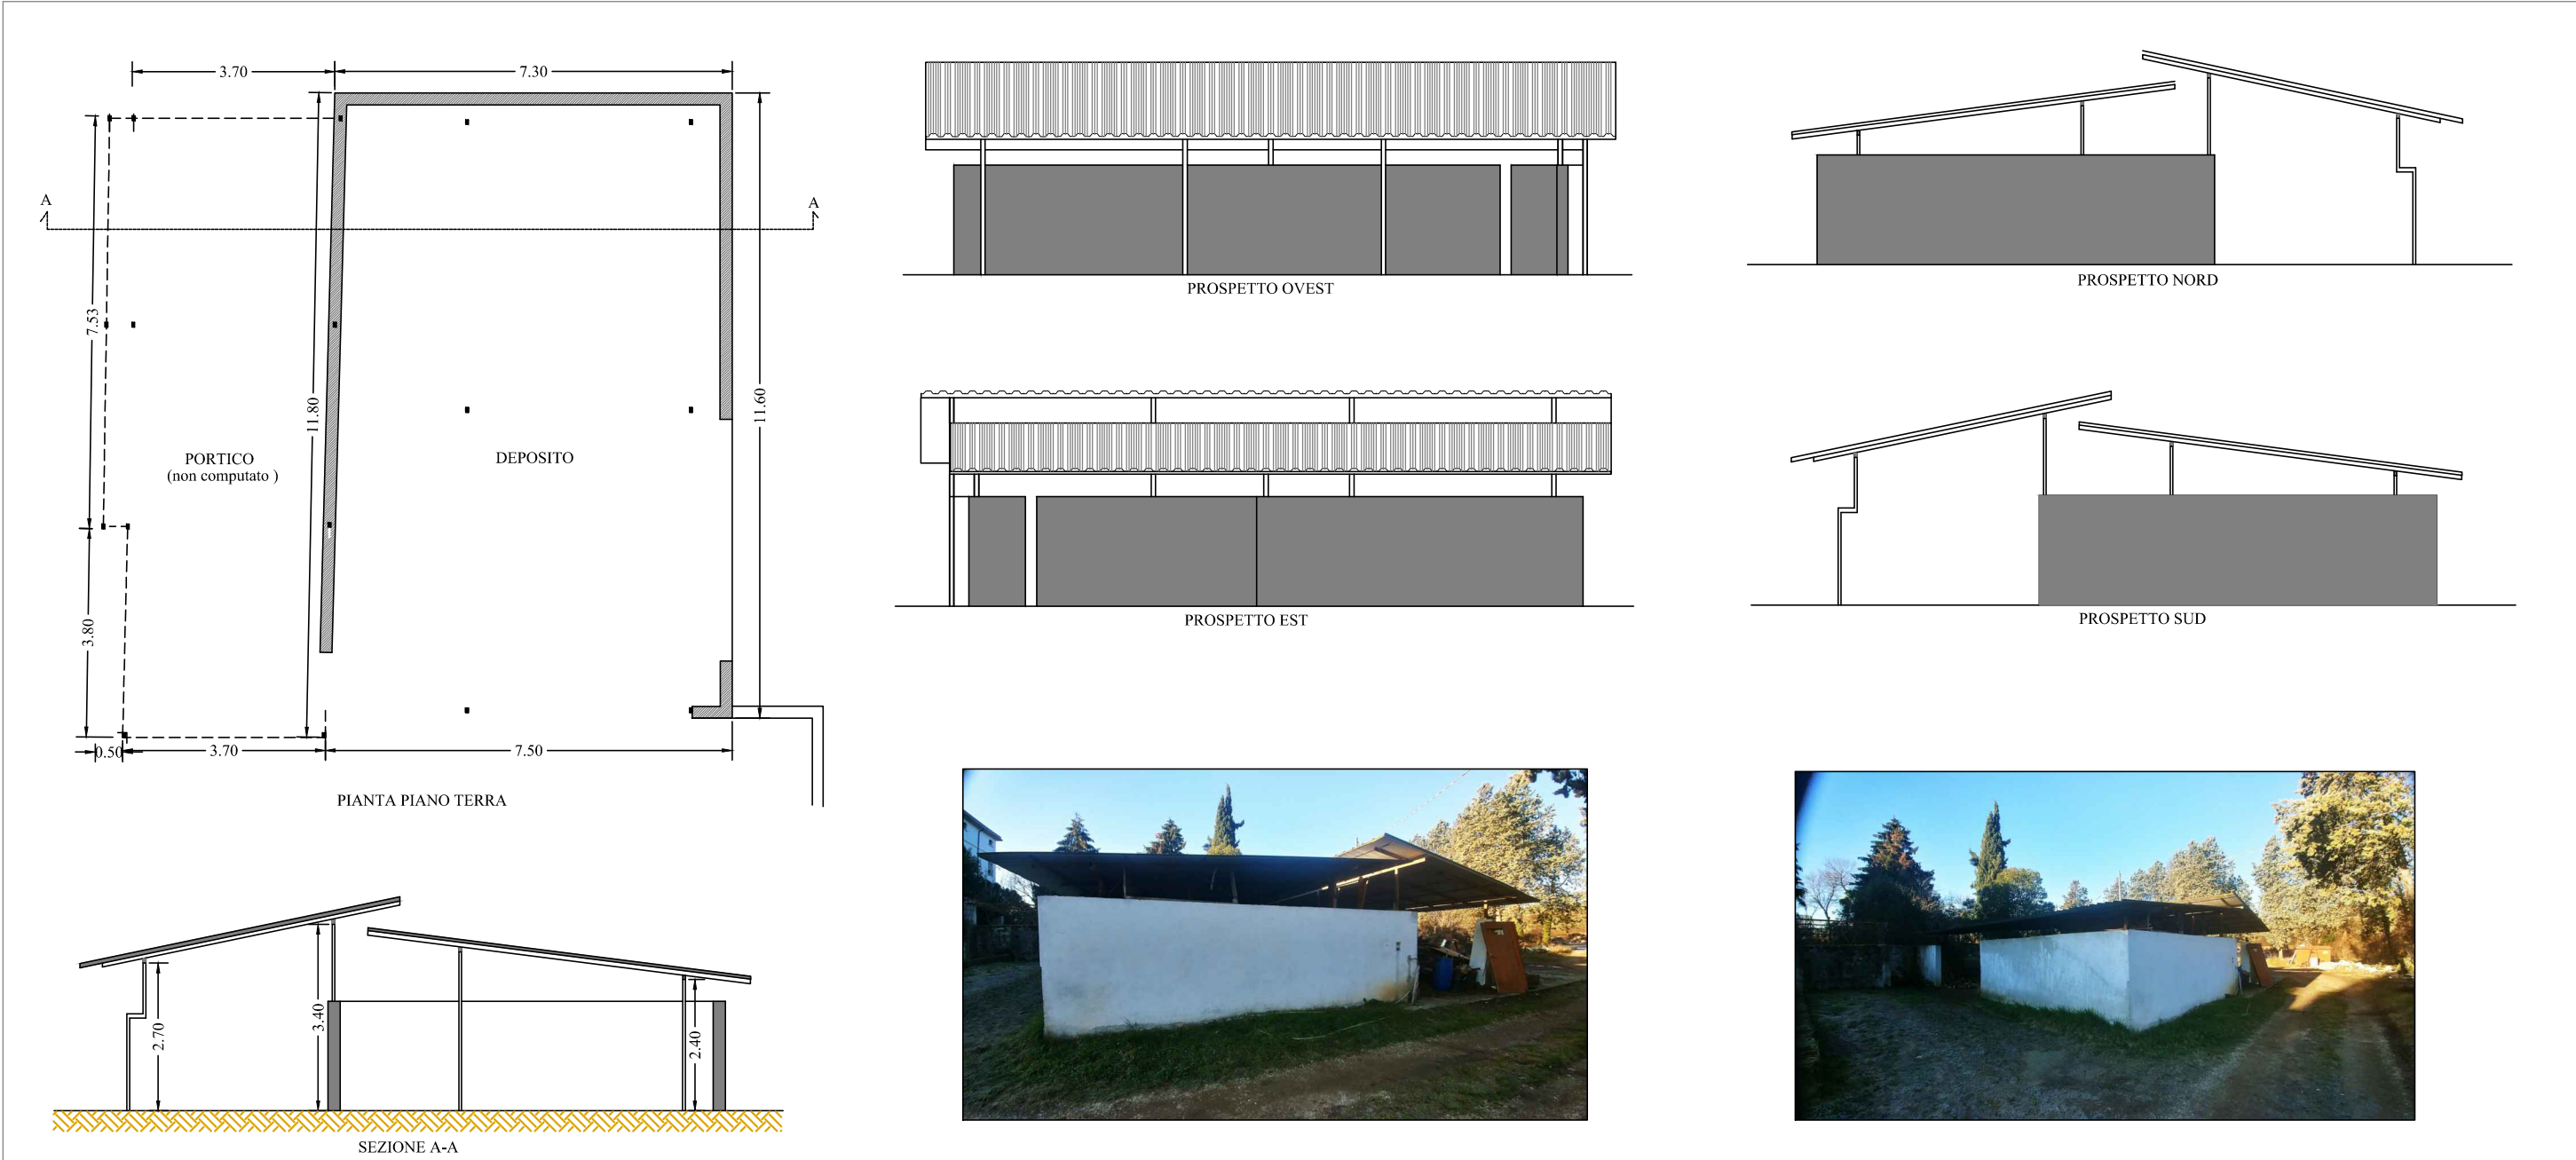 3.70
7.30
A
A
7.53
11.80
11.60
PORTICO
(non computato )
DEPOSITO
3.80
0.50
3.70
7.50
PIANTA PIANO TERRA
2.70
3.40
2.40
SEZIONE A-A
PROSPETTO OVEST
PROSPETTO NORD
PROSPETTO EST
PROSPETTO SUD